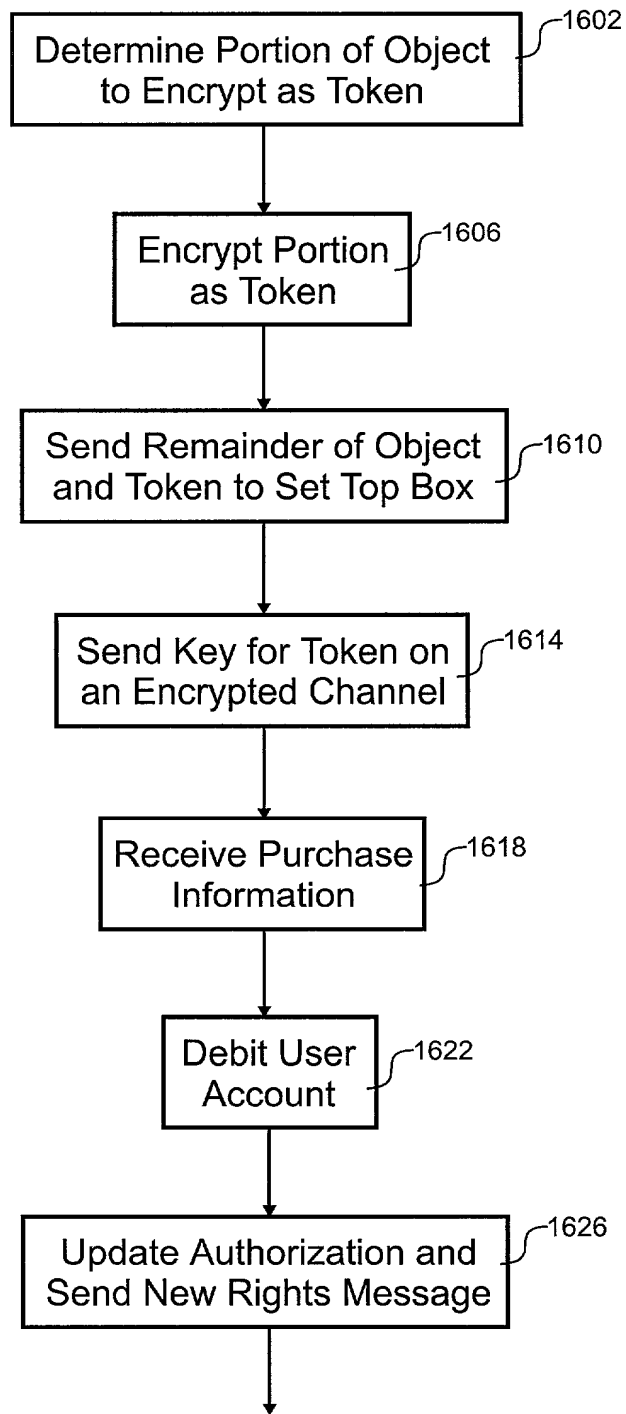 1602
Determine Portion of Object
to Encrypt as Token
1606
Encrypt Portion
as Token
1610
Send Remainder of Object
and Token to Set Top Box
1614
Send Key for Token on
an Encrypted Channel
1618
Receive Purchase
Information
1622
Debit User
Account
1626
Update Authorization and
Send New Rights Message